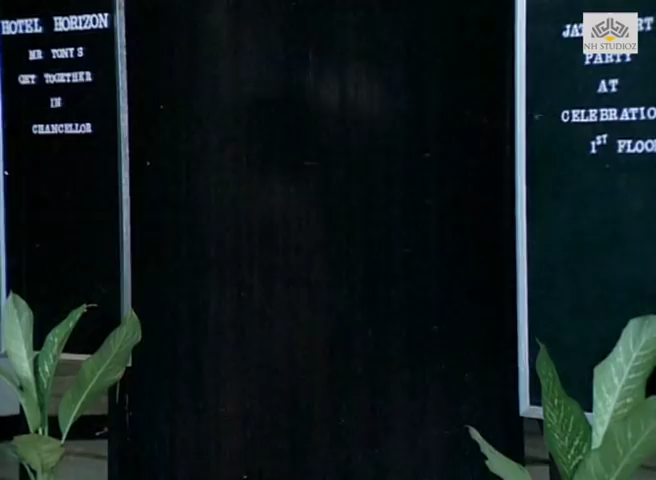 HOTEL HORIZON
MR TONY S
GET TOGETHER
IN
CHANCELLOR
NH STUDIOZ
PARTY
AT
CELEBRATIO
1ST FLOO